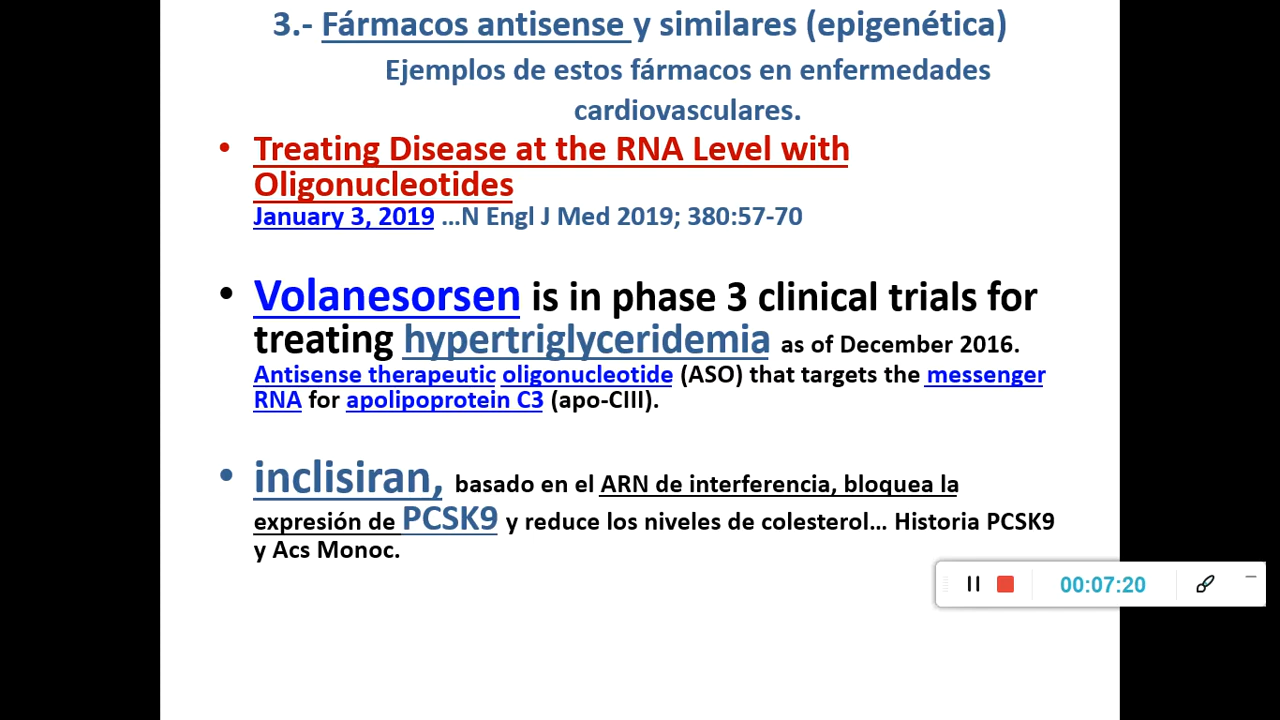 3.- Fármacos antisense y similares (epigenética)
Ejemplos de estos fármacos en enfermedades
cardiovasculares.
• Treating Disease at the RNA Level with
Oligonucleotides
January 3, 2019 …N Engl J Med 2019; 380:57-70
• Volanesorsen is in phase 3 clinical trials for
treating hypertriglyceridemia as of December 2016.
Antisense therapeutic oligonucleotide (ASO) that targets the messenger
RNA for apolipoprotein C3 (apo-CIII).
• inclisiran, basado en el ARN de interferencia, bloquea la
expresión de PCSK9 y reduce los niveles de colesterol… Historia PCSK9
y Acs Monoc.
00:07:20